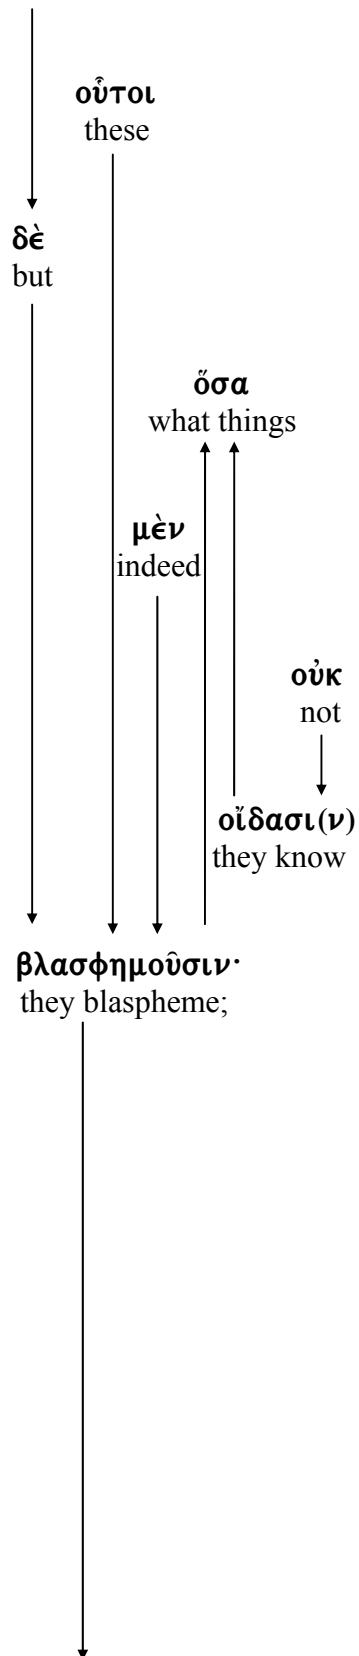 οὗτοι
these
δὲ
but
ὅσα
what things
μὲν
indeed
οὐκ
not
οἴδασι(ν)
they know
βλασφημοῦσιν·
they blaspheme;